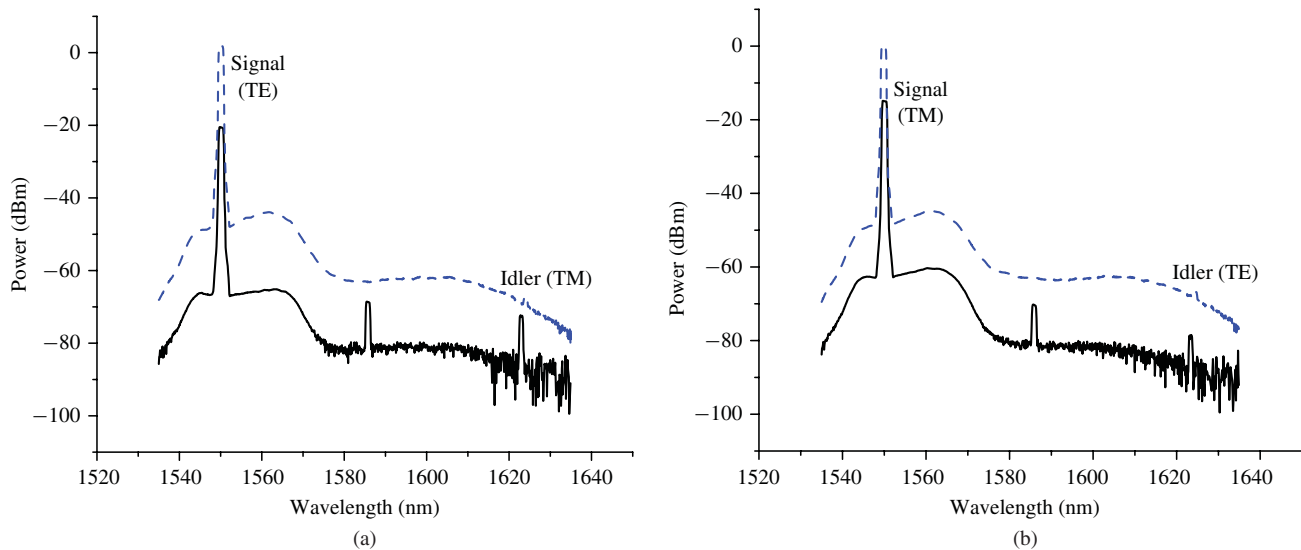 0
−20
−40
−60
−80
−100
Power (dBm)
Signal
(TE)
Idler (TM)
1520 1540 1560 1580 1600 1620 1640
Wavelength (nm)
(a)
0
−20
−40
−60
−80
−100
Power (dBm)
Signal
(TM)
Idler (TE)
1520 1540 1560 1580 1600 1620 1640
Wavelength (nm)
(b)